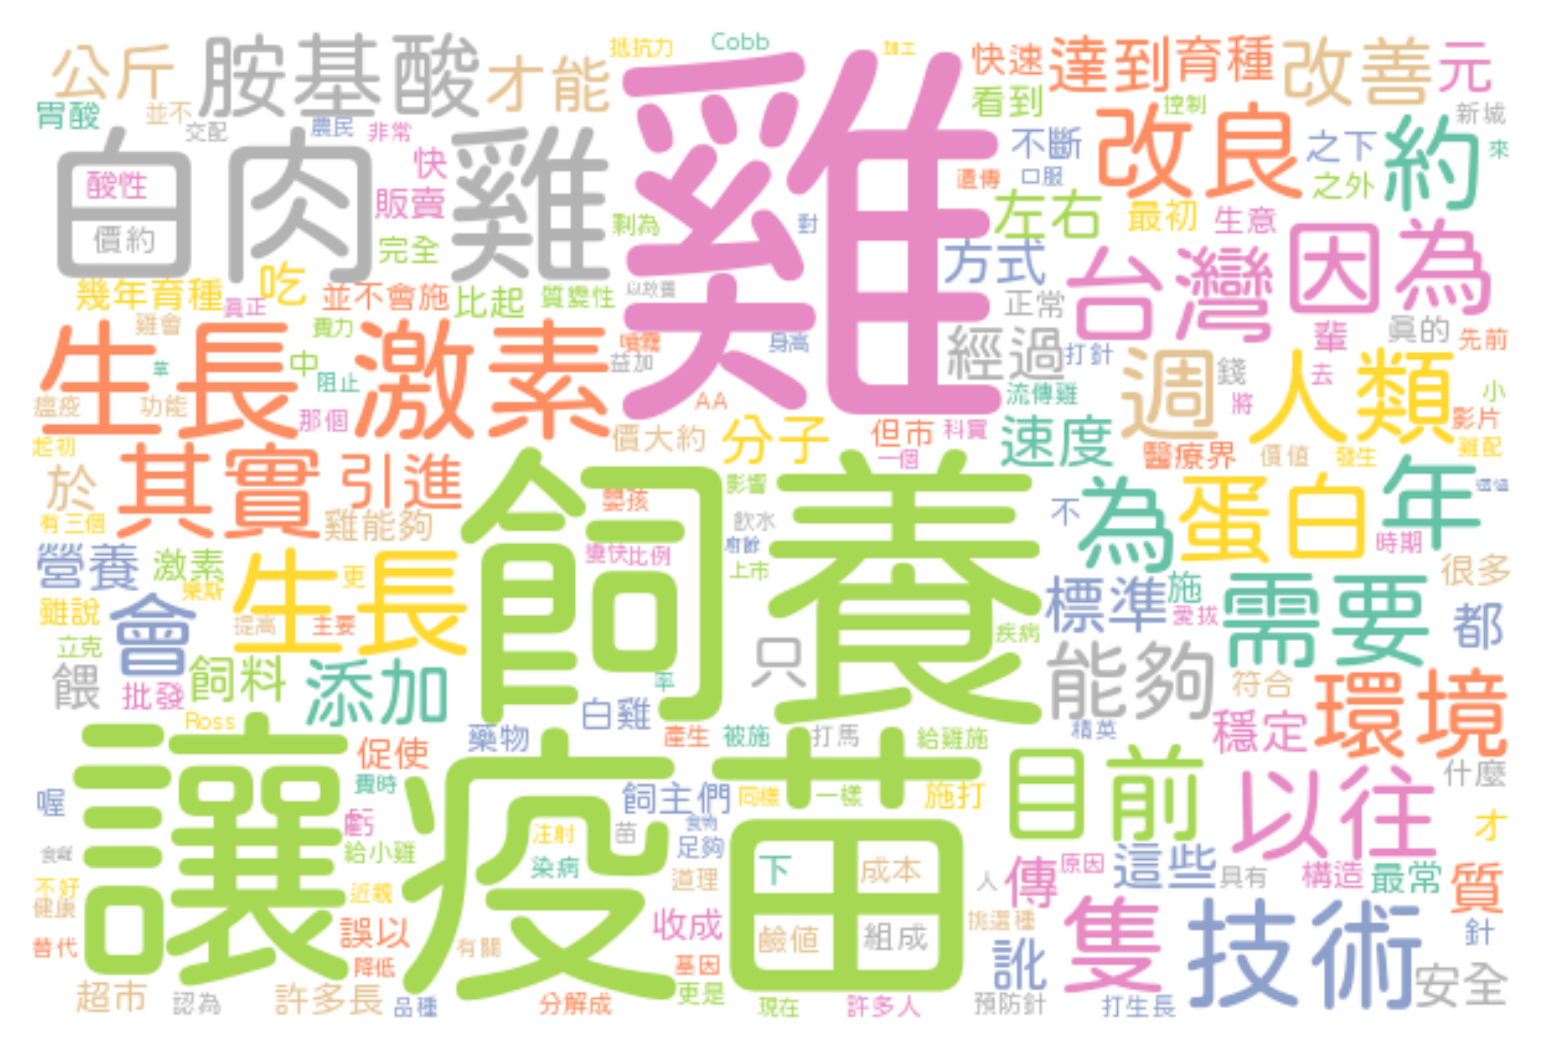 公斤 胺基酸 才能 抵抗力 Cobb 加工 快速 達到 育種 改善 元
胃酸 並不 交配 農民 非常 看到 控制 新城
白肉雞 雞 快 不斷 改良 之下 約 來
酸性 販賣 遺傳 口服 之外
價約 完全 剩為 對 左右 最初 生意
幾年育種 吃 並不會施 比起 質變性 以放養 方式 台灣 因為
真正 正常
雞會 費力 噴霧 身高 經過 輩 真的 先前
生長激素 中 益加 打針 週 錢 人類
草 阻止 去 小
瘟疫 功能 那個 AA 流傳雞 將 影片
起初 價大約 分子 但市 科寶 速度 醫療界 價值 發生 雞配
一個
於 其實 引進 飼養 影響 不 為 蛋白 年
有三個 雞能夠 嬰孩 飲水 時期
營養 激素 變快 比例 上市 很多
樂斯 生長 更 標準 施 需要
雖說 會 提高 主要 疾病 愛拔 都
立克 只 能夠
餵 批發 飼料 添加 率 符合 環境
Ross 白雞 精英 穩定
讓 促使 藥物 產生 被施 打馬 給雞施 目前 什麼
疫苗 費時 以往
喔 飼主們 同樣 一樣 施打 才
虧 注射 苗 食物
給小雞 染病 足夠 下 成本 傳 原因 這些 具有 構造 最常 質
不好 近親 道理 人
健康 收成 鹼值 組成 挑選種 隻 技術
替代 誤以 有關 訛 針
降低 基因 安全
超市 認為 許多長 品種 分解成 更是 現在 許多人 預防針 打生長